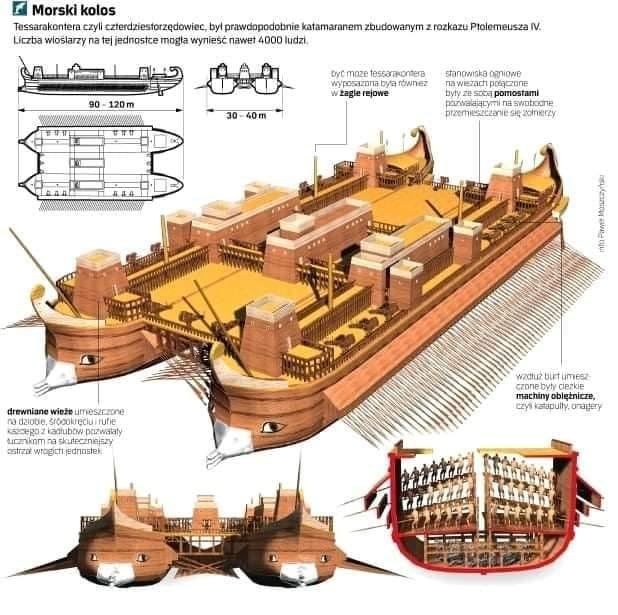 Morski kolos
Tessarakontera czyli czterdziestorzędowiec, był prawdopodobnie katamaranem zbudowanym z rozkazu Ptolemeusza IV.
Liczba wioślarzy na tej jednostce mogła wynieść nawet 4000 ludzi.
90 – 120 m
30 – 40 m
być może tessarakontera
wyposażona była również
w żagle rejowe
stanowiska ogniowe
na wieżach połączone
były ze sobą pomostami
pozwalającymi na swobodne
przemieszczanie się żołnierzy
info Paweł Moszczyński
wzdłuż burt umiesz-
czone były ciężkie
machiny oblężnicze,
czyli katapulty, onagery
drewniane wieże umieszczone
na dziobie, śródokręciu i rufie
każdego z kadłubów pozwalały
łucznikom na skuteczniejszy
ostrzał wrogich jednostek